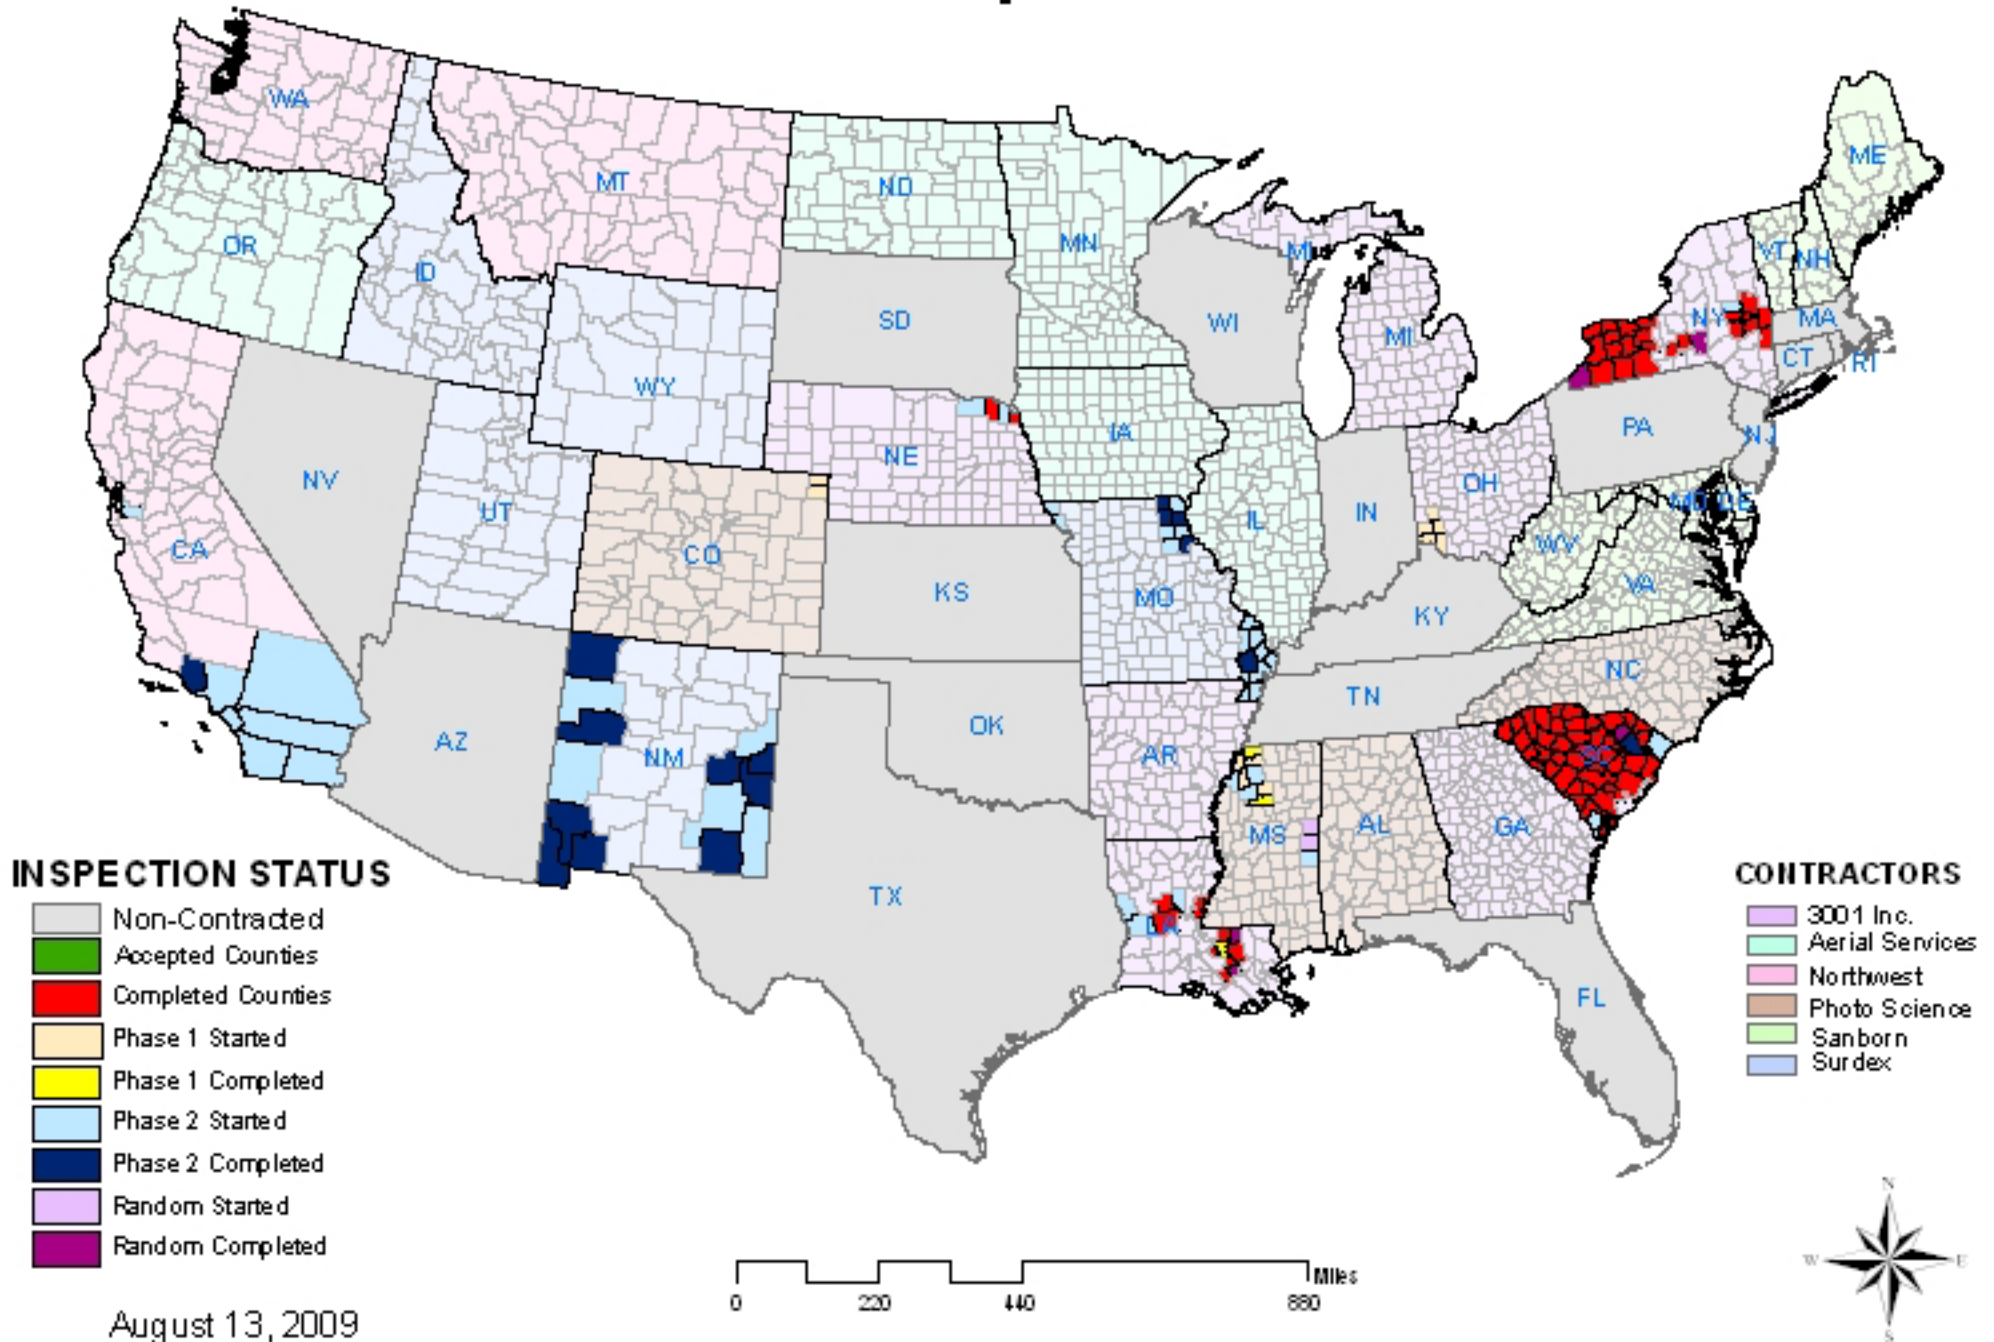 WA
MT
ND
MN
ME
OR
ID
MI
VT
NH
SD
WI
NY
MA
WY
MI
CT
RI
IA
PA
NJ
NE
NV
OH
UT
IL
IN
MD
DE
CO
WV
CA
KS
MO
VA
KY
NC
TN
OK
AZ
NM
AR
SC
MS
AL
GA
TX
LA
FL
INSPECTION STATUS
Non-Contracted
Accepted Counties
Completed Counties
Phase 1 Started
Phase 1 Completed
Phase 2 Started
Phase 2 Completed
Random Started
Random Completed
August 13, 2009
CONTRACTORS
3001 Inc.
Aerial Services
Northwest
Photo Science
Sanborn
Surdex
Miles
0 220 440 880
N
W E
S